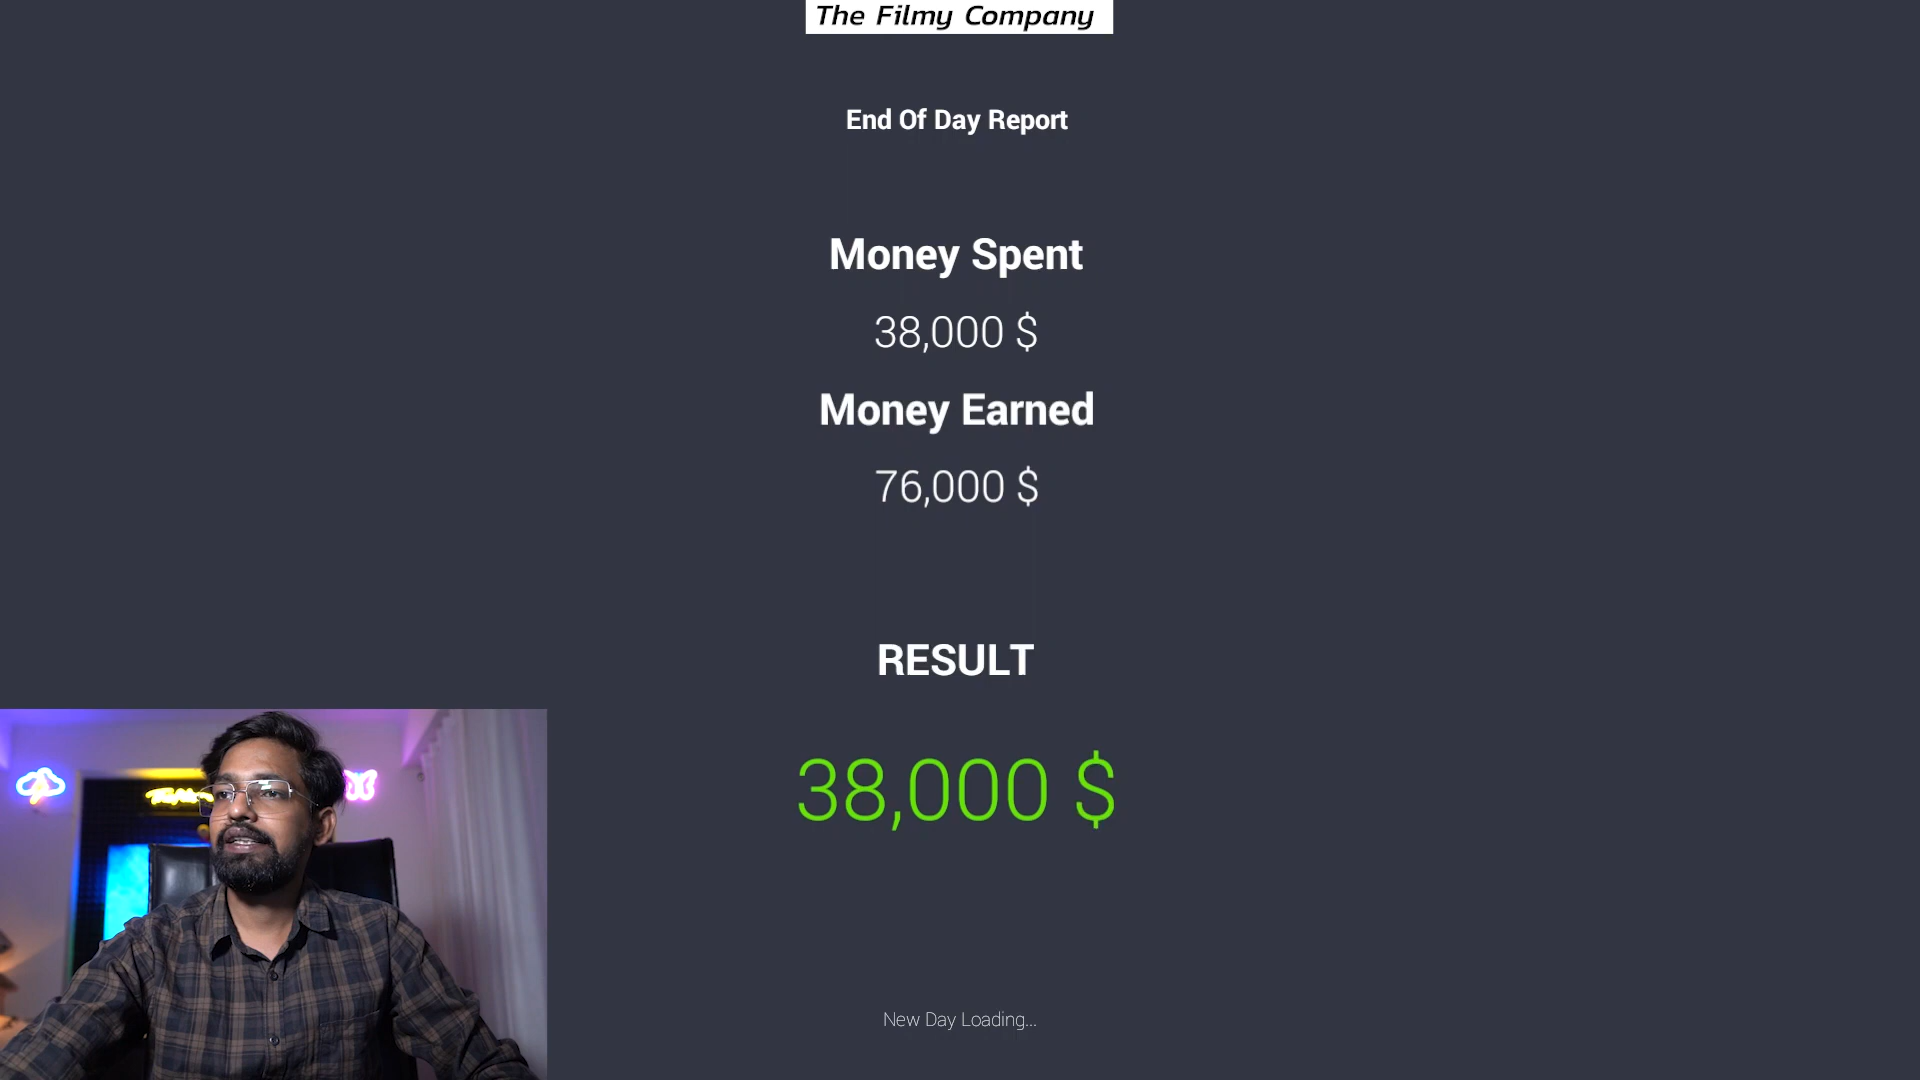 The Filmy Company
End Of Day Report
Money Spent
38,000 $
Money Earned
76,000 $
RESULT
38,000 $
New Day Loading...